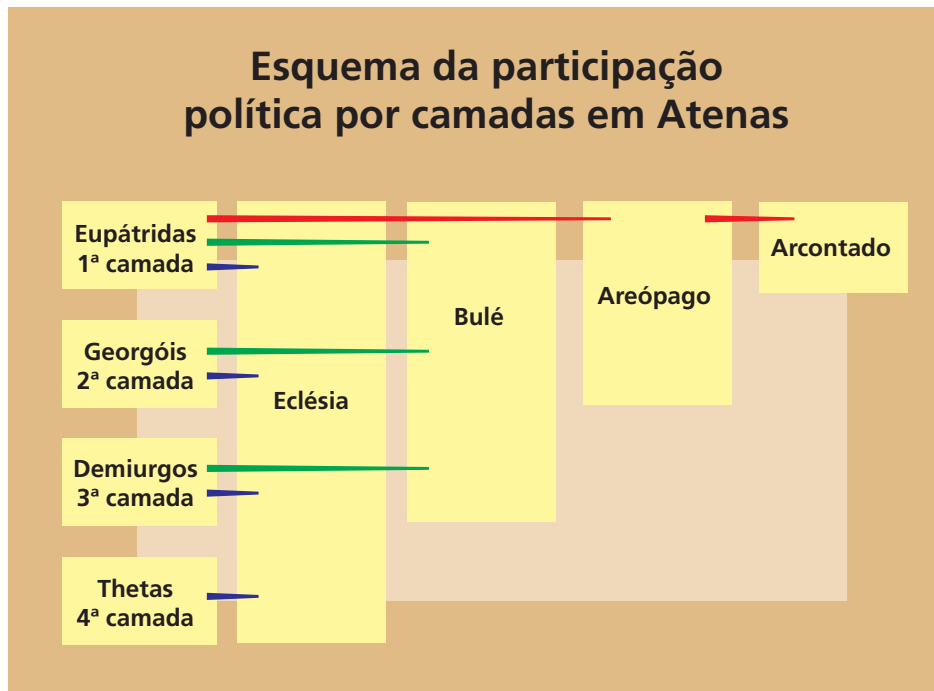 Esquema da participação
política por camadas em Atenas
Eupátridas
1ª camada
Georgóis
2ª camada
Demiurgos
3ª camada
Thetas
4ª camada
Eclésia
Bulé
Areópago
Arcontado